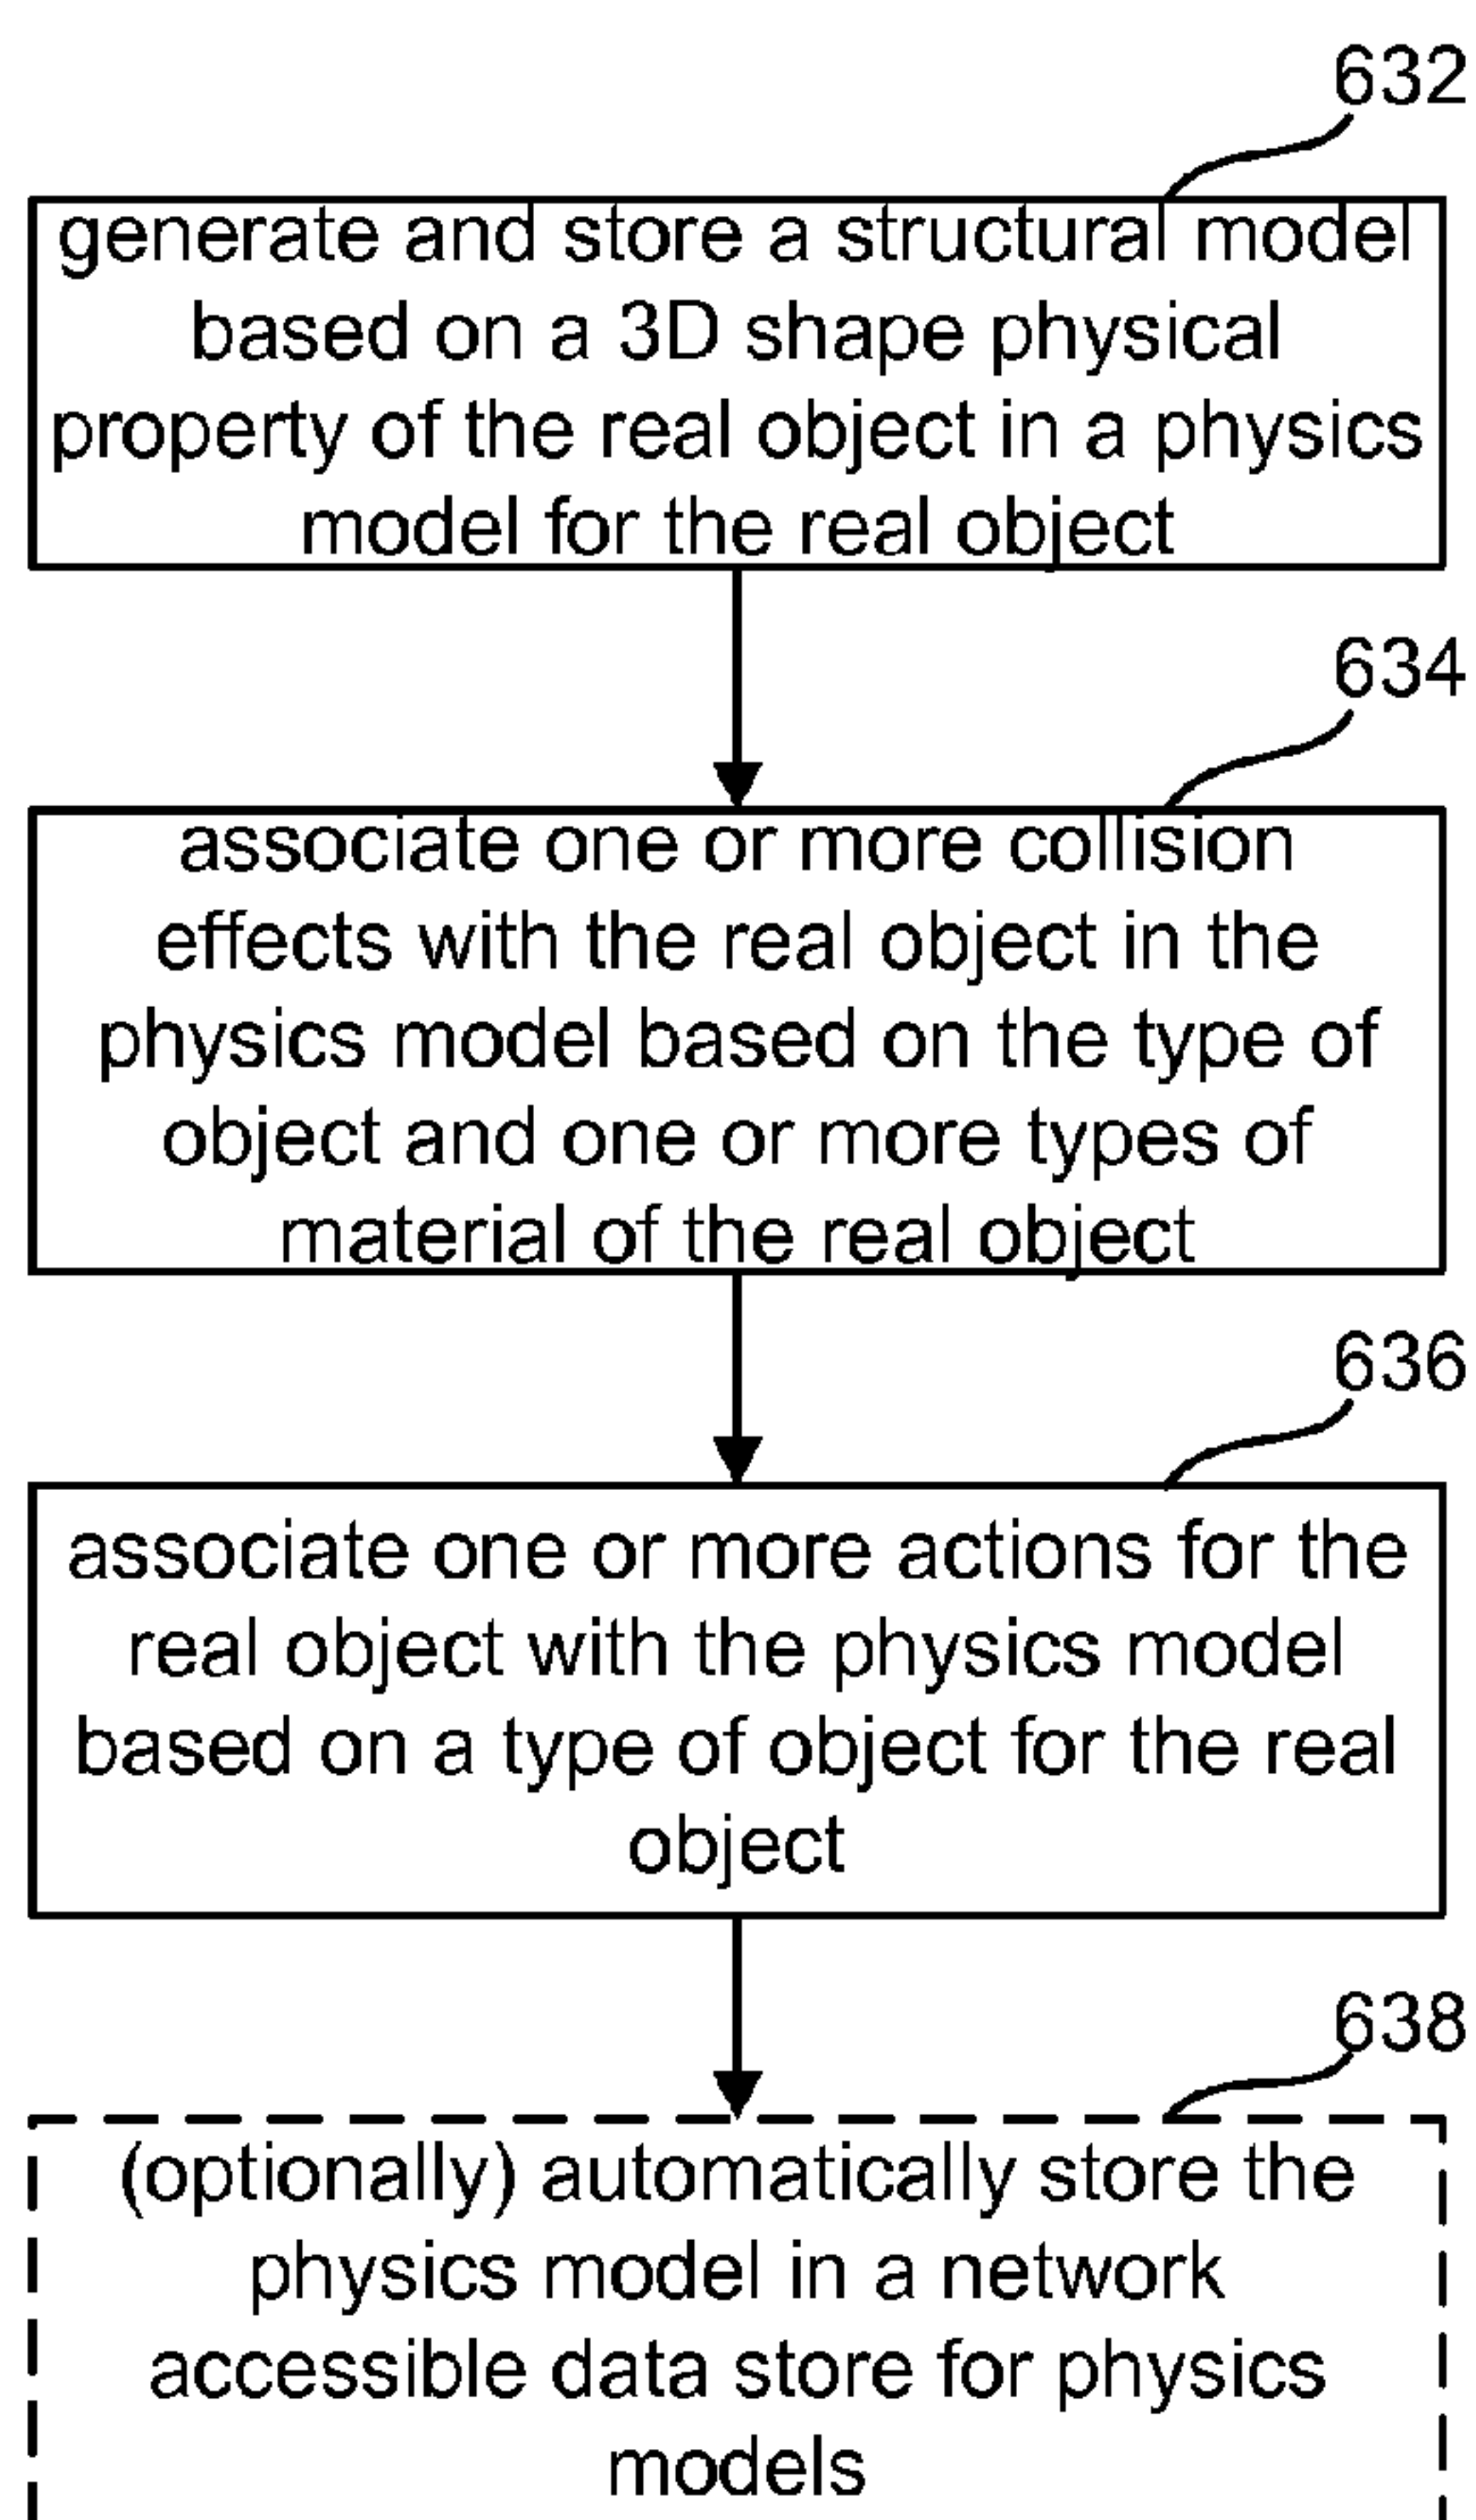 632
generate and store a structural model
based on a 3D shape physical
property of the real object in a physics
model for the real object
634
associate one or more collision
effects with the real object in the
physics model based on the type of
object and one or more types of
material of the real object
636
associate one or more actions for the
real object with the physics model
based on a type of object for the real
object
638
(optionally) automatically store the
physics model in a network
accessible data store for physics
models